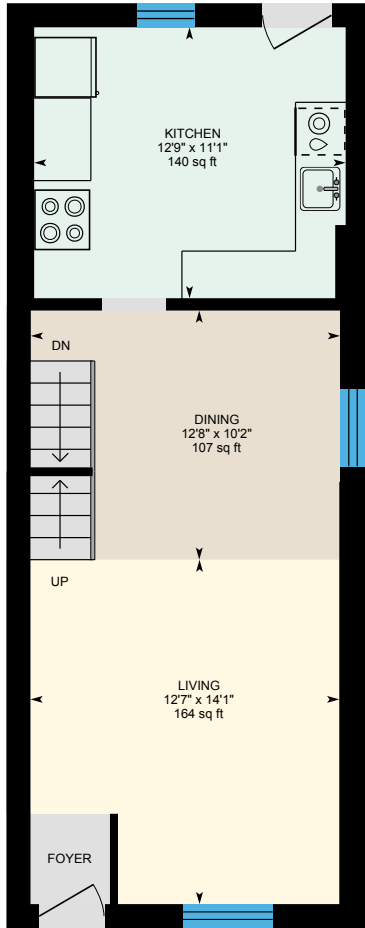 KITCHEN
12'9" x 11'1"
140 sq ft
DN
DINING
12'8" x 10'2"
107 sq ft
UP
LIVING
12'7" x 14'1"
164 sq ft
FOYER